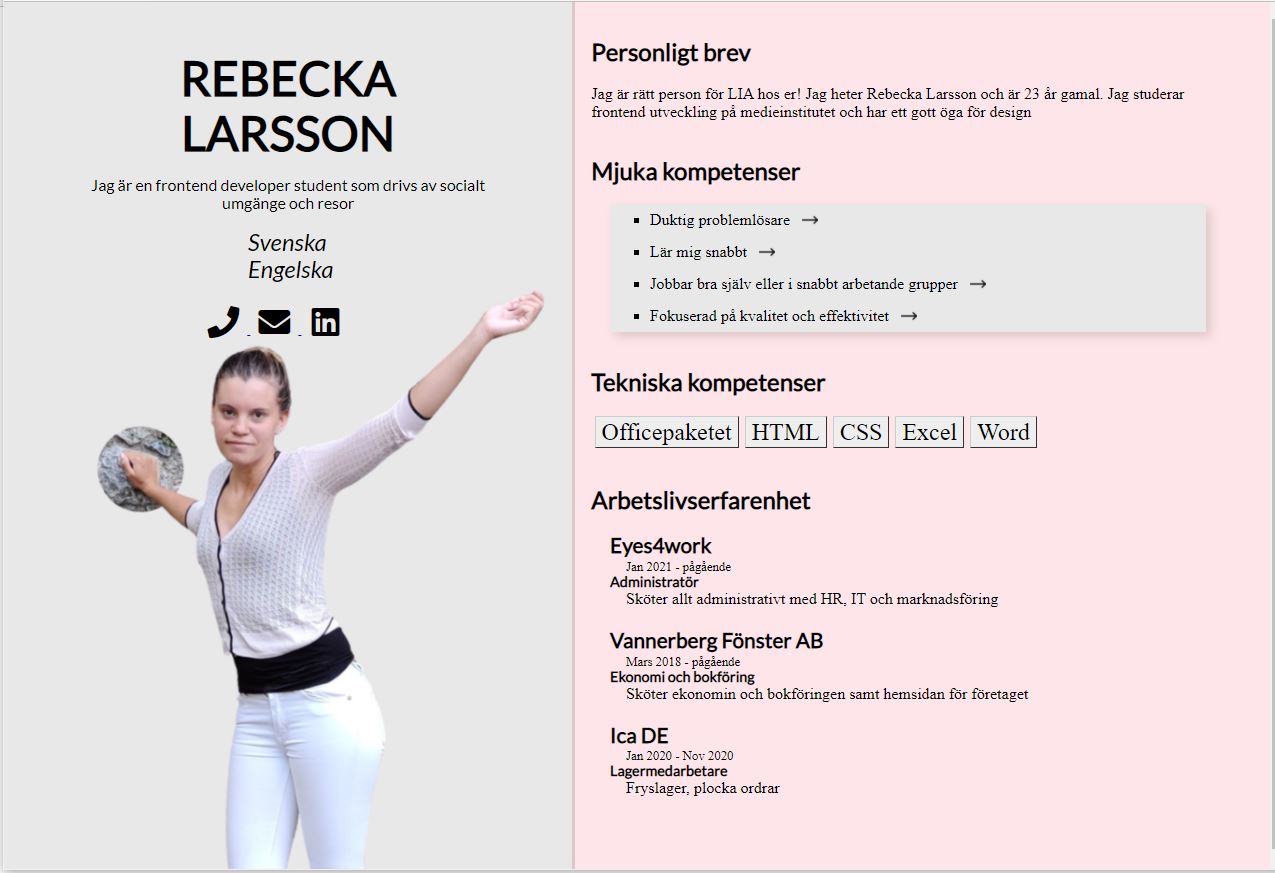 REBECKA
LARSSON
Jag är en frontend developer student som drivs av socialt
umgänge och resor
Svenska
Engelska
Personligt brev
Jag är rätt person för LIA hos er! Jag heter Rebecka Larsson och är 23 år gamal. Jag studerar
frontend utveckling på medieinstitutet och har ett gott öga för design
Mjuka kompetenser
Duktig problemlösare
Lär mig snabbt
Jobbar bra själv eller i snabbt arbetande grupper
Fokuserad på kvalitet och effektivitet
Tekniska kompetenser
Officepaketet HTML CSS Excel Word
Arbetslivserfarenhet
Eyes4work
Jan 2021 - pågående
Administratör
Sköter allt administrativt med HR, IT och marknadsföring
Vannerberg Fönster AB
Mars 2018 - pågående
Ekonomi och bokföring
Sköter ekonomin och bokföringen samt hemsidan för företaget
Ica DE
Jan 2020 - Nov 2020
Lagermedarbetare
Fryslager, plocka ordrar